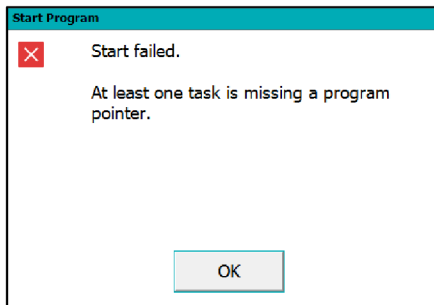 Start Program
Start failed.
At least one task is missing a program
pointer.
OK